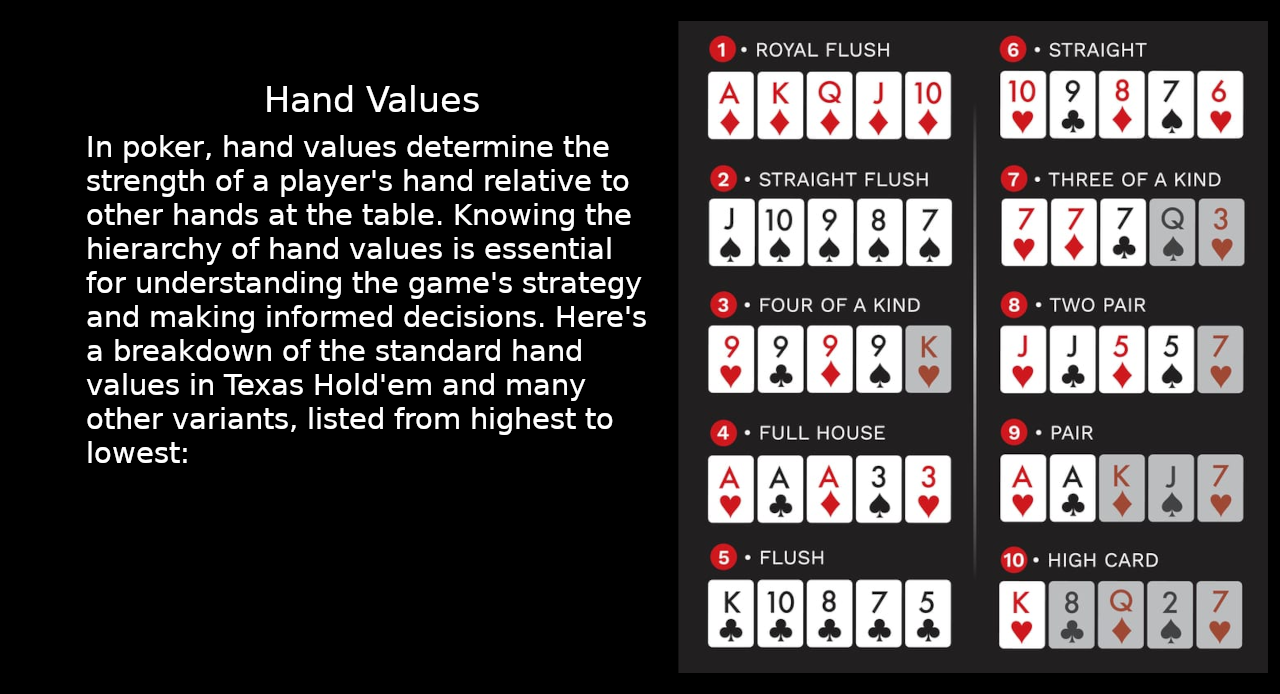 Hand Values
In poker, hand values determine the
strength of a player's hand relative to
other hands at the table. Knowing the
hierarchy of hand values is essential
for understanding the game's strategy
and making informed decisions. Here's
a breakdown of the standard hand
values in Texas Hold'em and many
other variants, listed from highest to
lowest:
1 • ROYAL FLUSH
A K Q J 10
2 • STRAIGHT FLUSH
J 10 9 8 7
3 • FOUR OF A KIND
9 9 9 9 K
4 • FULL HOUSE
A A A 3 3
5 • FLUSH
K 10 8 7 5
6 • STRAIGHT
10 9 8 7 6
7 • THREE OF A KIND
7 7 7 Q 3
8 • TWO PAIR
J J 5 5 7
9 • PAIR
A A K J 7
10 • HIGH CARD
K 8 Q 2 7